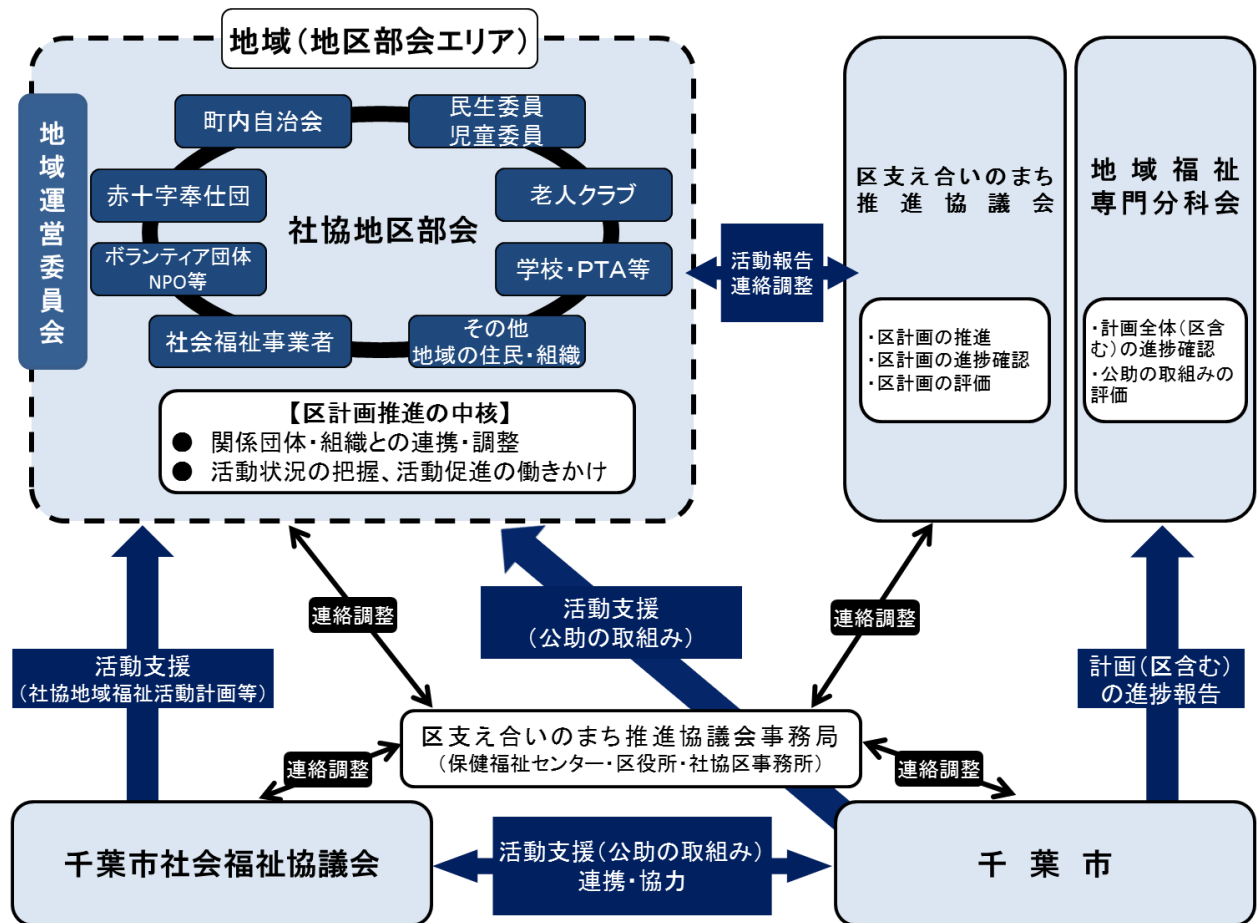 地域（地区部会エリア）
地域運営委員会
町内自治会
民生委員
児童委員
赤十字奉仕団
老人クラブ
社協地区部会
ボランティア団体
NPO等
学校・PTA等
社会福祉事業者
その他
地域の住民・組織
【区計画推進の中核】
● 関係団体・組織との連携・調整
● 活動状況の把握、活動促進の働きかけ
活動報告
連絡調整
区支え合いのまち
推進協議会
・区計画の推進
・区計画の進捗確認
・区計画の評価
地域福祉
専門分科会
・計画全体（区含
む）の進捗確認
・公助の取組みの
評価
連絡調整
活動支援
（公助の取組み）
連絡調整
活動支援
（社協地域福祉活動計画等）
計画（区含む）
の進捗報告
区支え合いのまち推進協議会事務局
（保健福祉センター・区役所・社協区事務所）
連絡調整
連絡調整
千葉市社会福祉協議会
活動支援（公助の取組み）
連携・協力
千葉市